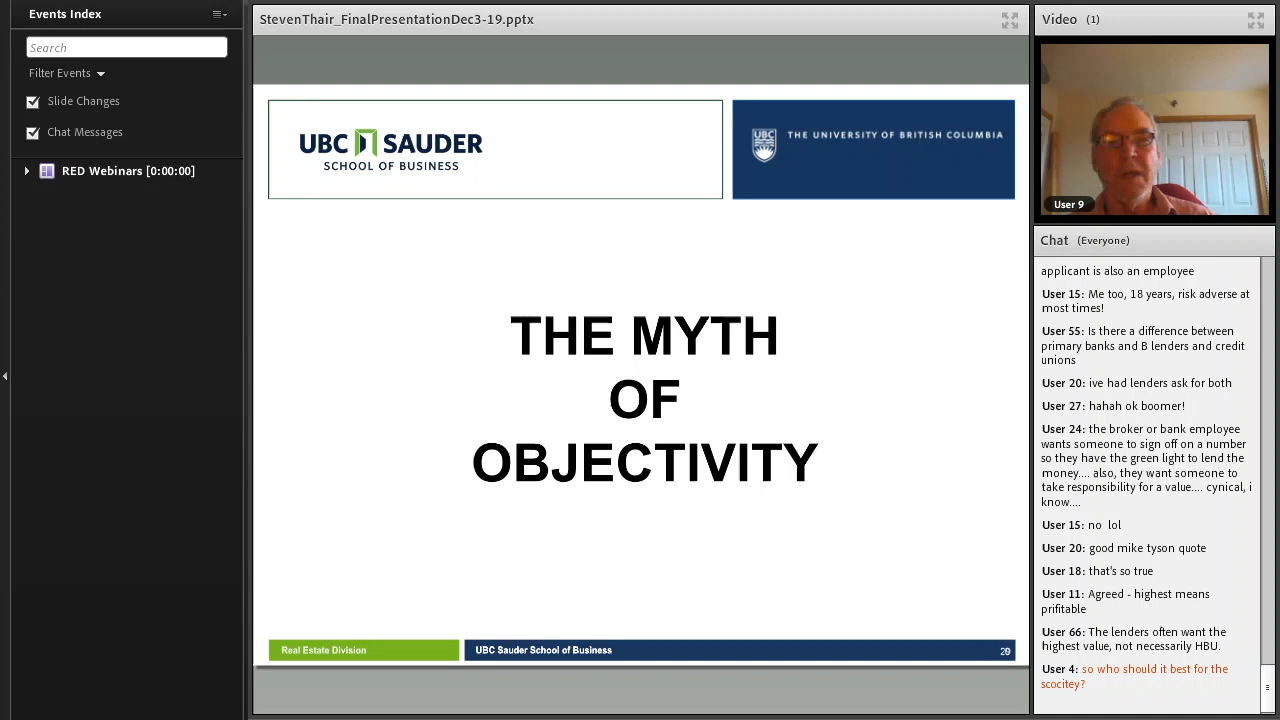 Events Index
Search
Filter Events
Slide Changes
Chat Messages
RED Webinars [0:00:00]
StevenThair_FinalPresentationDec3-19.pptx
UBC SAUDER
SCHOOL OF BUSINESS
UBC
THE UNIVERSITY OF BRITISH COLUMBIA
THE MYTH
OF
OBJECTIVITY
Real Estate Division
UBC Sauder School of Business
20
Video (1)
User 9
Chat (Everyone)
applicant is also an employee
User 15: Me too, 18 years, risk adverse at
most times!
User 55: Is there a difference between
primary banks and B lenders and credit
unions
User 20: ive had lenders ask for both
User 27: hahah ok boomer!
User 24: the broker or bank employee
wants someone to sign off on a number
so they have the green light to lend the
money.... also, they want someone to
take responsibility for a value.... cynical, i
know....
User 15: no lol
User 20: good mike tyson quote
User 18: that's so true
User 11: Agreed - highest means
prifitable
User 66: The lenders often want the
highest value, not necessarily HBU.
User 4: so who should it best for the
scocitey?